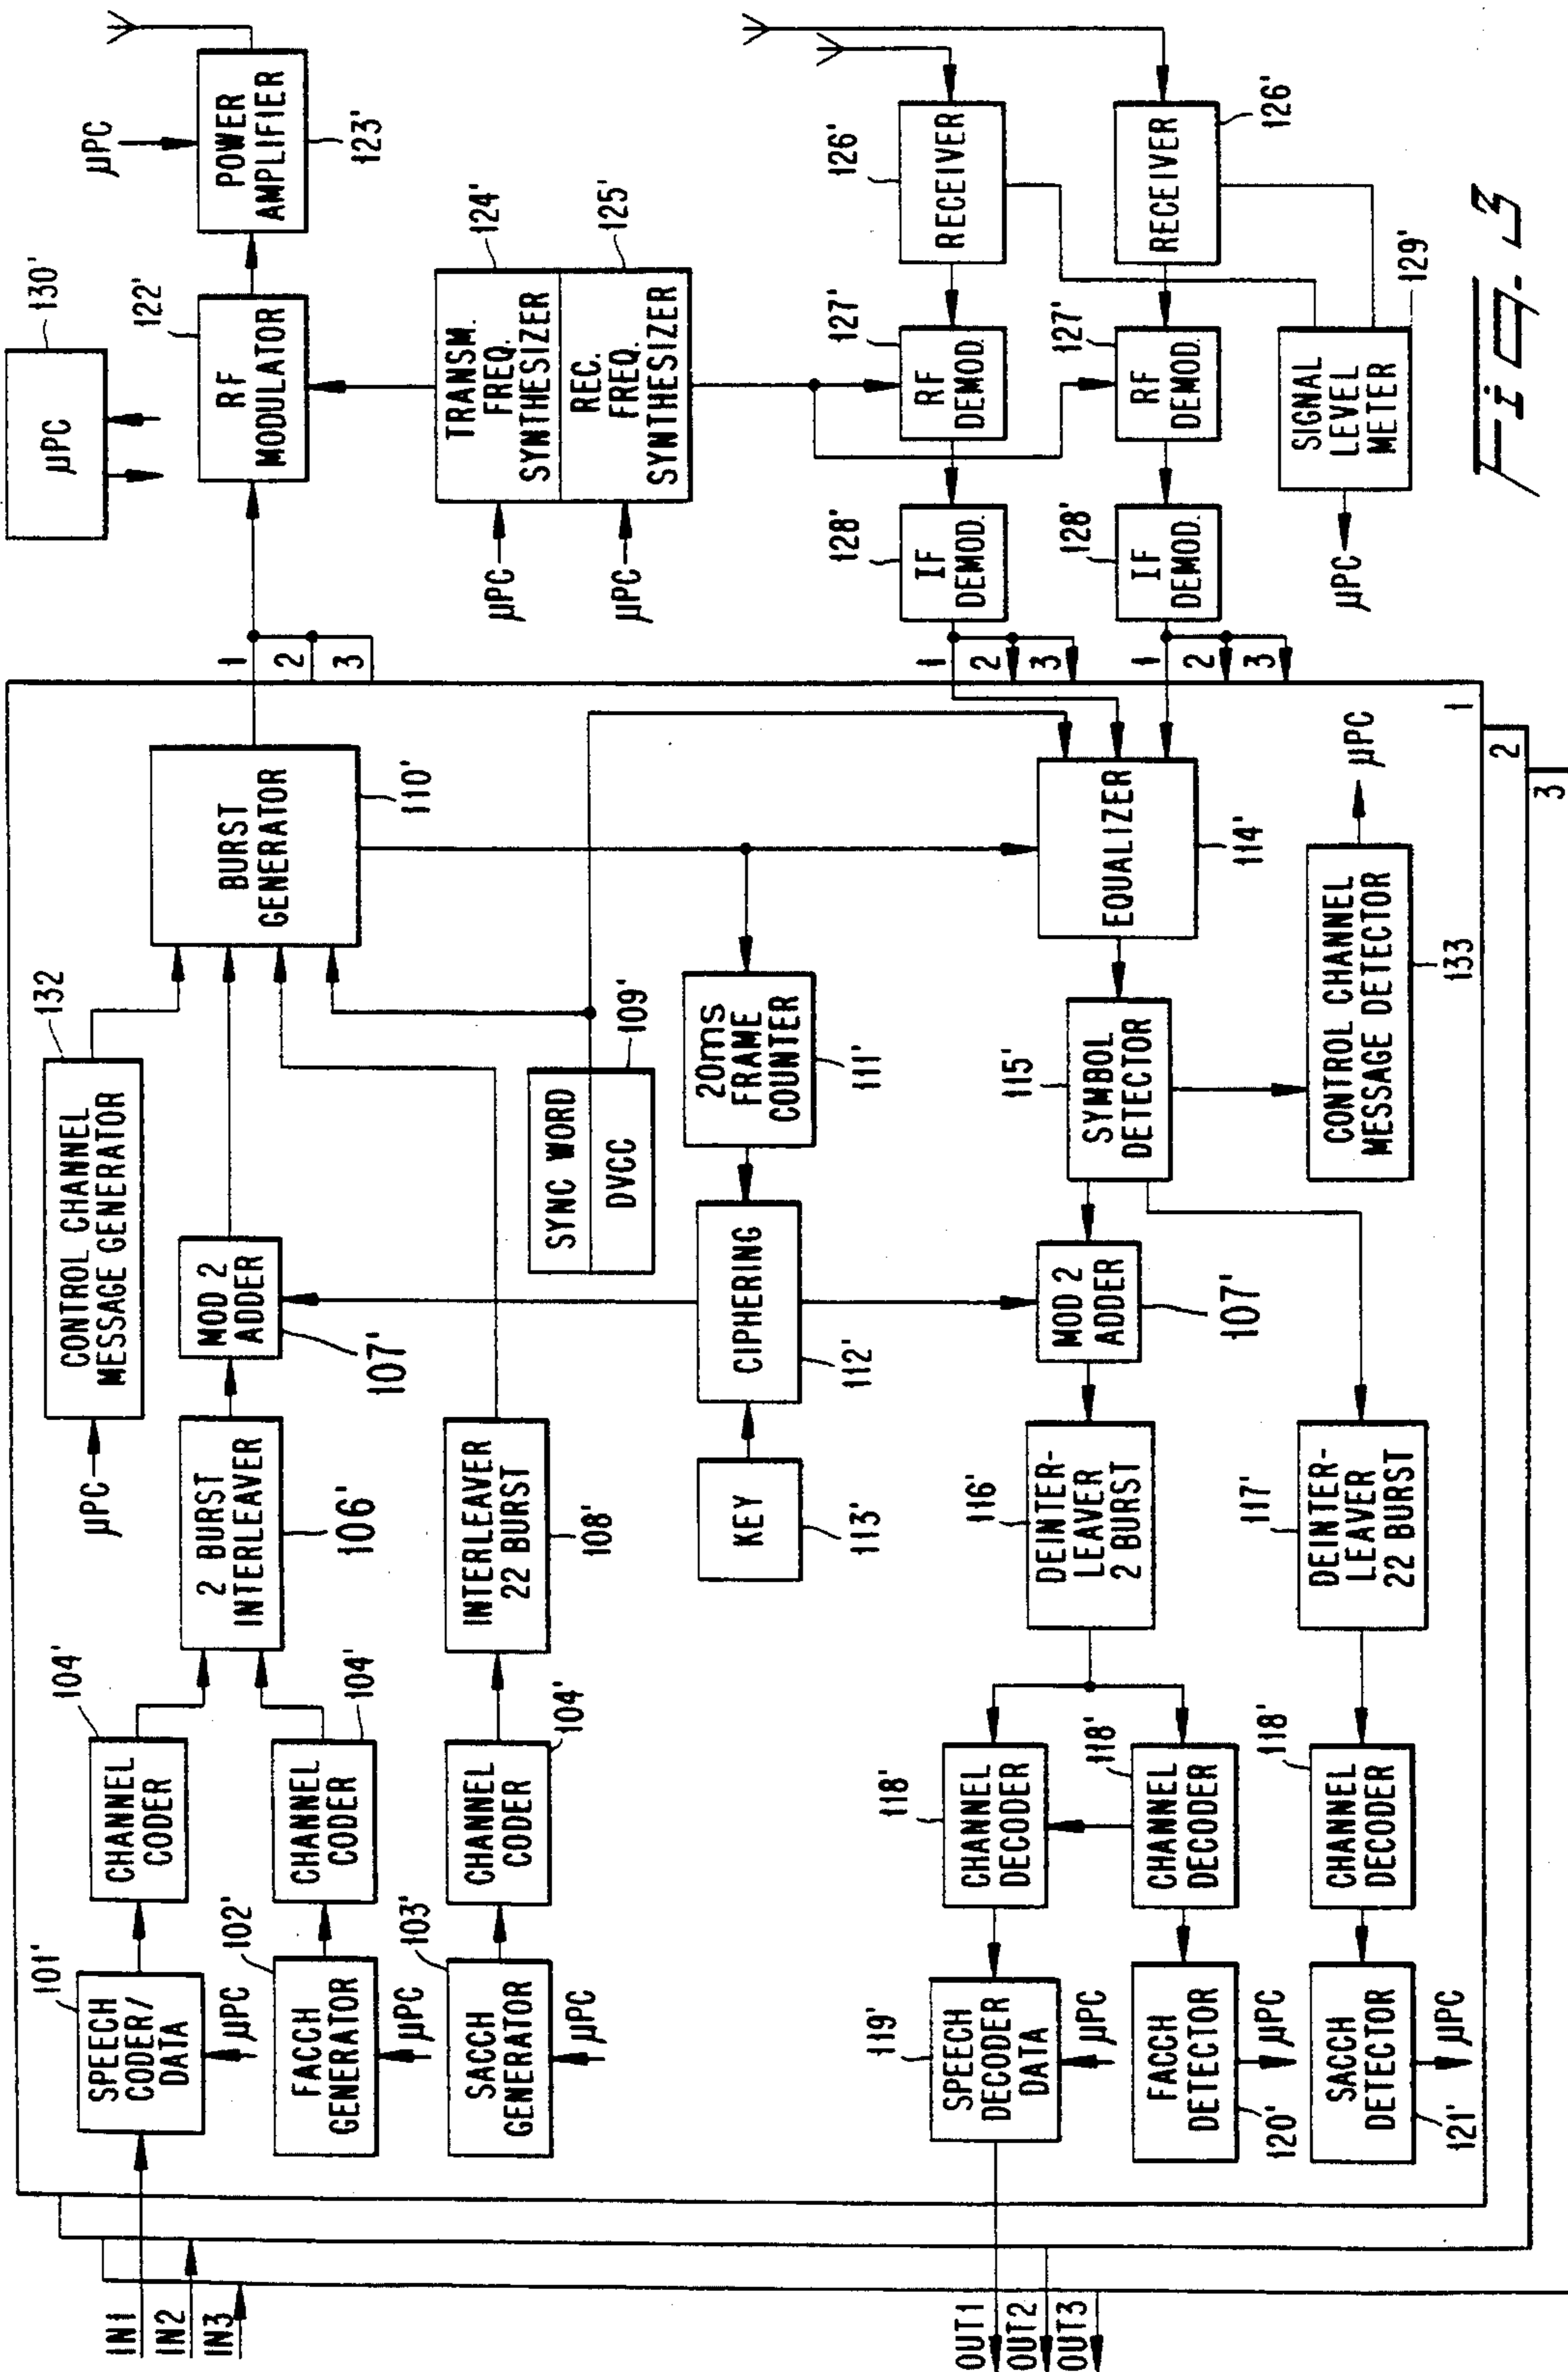 IN1
IN2
IN3
101'
SPEECH
CODER/
DATA
µPC
104'
CHANNEL
CODER
102'
FACCH
GENERATOR
µPC
CHANNEL
CODER
104'
103'
SACCH
GENERATOR
µPC
CHANNEL
CODER
104'
2 BURST
INTERLEAVER
106'
INTERLEAVER
22 BURST
108'
µPC
CONTROL CHANNEL
MESSAGE GENERATOR
132
MOD 2
ADDER
107'
BURST
GENERATOR
110'
SYNC WORD
DVCC
109'
KEY
113'
CIPHERING
112'
20ms
FRAME
COUNTER
111'
1
2
3
130'
µPC
122'
RF
MODULATOR
µPC
POWER
AMPLIFIER
123'
µPC
µPC
TRANSM.
FREQ.
SYNTHESIZER
124'
REC.
FREQ.
SYNTHESIZER
125'
OUT1
OUT2
OUT3
119'
SPEECH
DECODER
DATA
µPC
118'
CHANNEL
DECODER
FACCH
DETECTOR
120'
µPC
118'
CHANNEL
DECODER
SACCH
DETECTOR
121'
µPC
118'
CHANNEL
DECODER
116'
DEINTER-
LEAVER
2 BURST
117'
DEINTER-
LEAVER
22 BURST
MOD 2
ADDER
107'
115'
SYMBOL
DETECTOR
EQUALIZER
114'
CONTROL CHANNEL
MESSAGE DETECTOR
133
µPC
1
2
3
1
2
3
1
2
3
128'
IF
DEMOD.
127'
RF
DEMOD.
126'
RECEIVER
128'
IF
DEMOD.
127'
RF
DEMOD.
RECEIVER
126'
µPC
SIGNAL
LEVEL
METER
129'
Fig. 3